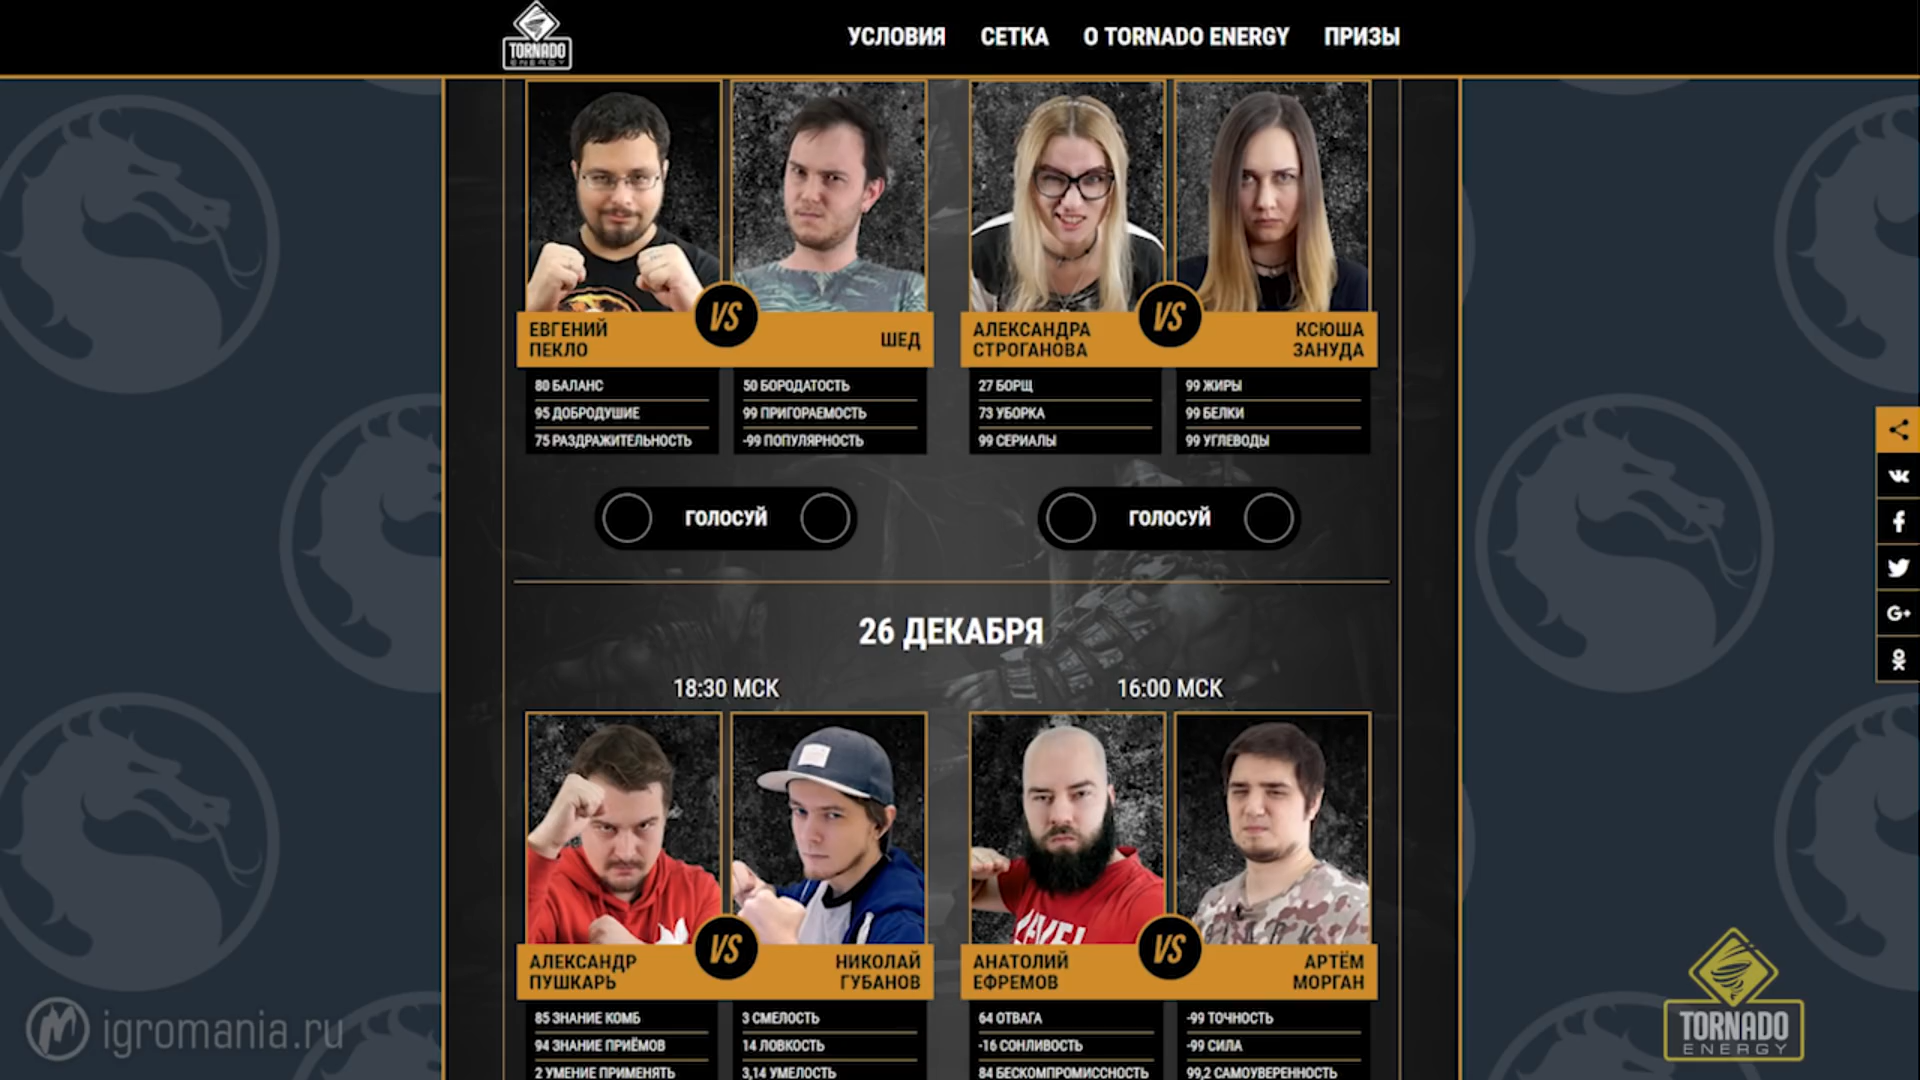 TORNADO
ENERGY
УСЛОВИЯ
СЕТКА
О TORNADO ENERGY
ПРИЗЫ
ЕВГЕНИЙ
ПЕКЛО
VS
ШЕД
АЛЕКСАНДРА
СТРОГАНОВА
VS
КСЮША
ЗАНУДА
80 БАЛАНС
95 ДОБРОДУШИЕ
75 РАЗДРАЖИТЕЛЬНОСТЬ
50 БОРОДАТОСТЬ
99 ПРИГОРАЕМОСТЬ
-99 ПОПУЛЯРНОСТЬ
27 БОРЩ
73 УБОРКА
99 СЕРИАЛЫ
99 ЖИРЫ
99 БЕЛКИ
99 УГЛЕВОДЫ
ГОЛОСУЙ
ГОЛОСУЙ
26 ДЕКАБРЯ
18:30 МСК
16:00 МСК
АЛЕКСАНДР
ПУШКАРЬ
VS
НИКОЛАЙ
ГУБАНОВ
АНАТОЛИЙ
ЕФРЕМОВ
VS
АРТЁМ
МОРГАН
85 ЗНАНИЕ КОМБ
94 ЗНАНИЕ ПРИЁМОВ
2 УМЕНИЕ ПРИМЕНЯТЬ
3 СМЕЛОСТЬ
14 ЛОВКОСТЬ
3,14 УМЕЛОСТЬ
64 ОТВАГА
-16 СОНЛИВОСТЬ
84 БЕСКОМПРОМИССНОСТЬ
-99 ТОЧНОСТЬ
-99 СИЛА
99,2 САМОУВЕРЕННОСТЬ
G+
igromania.ru
TORNADO
ENERGY